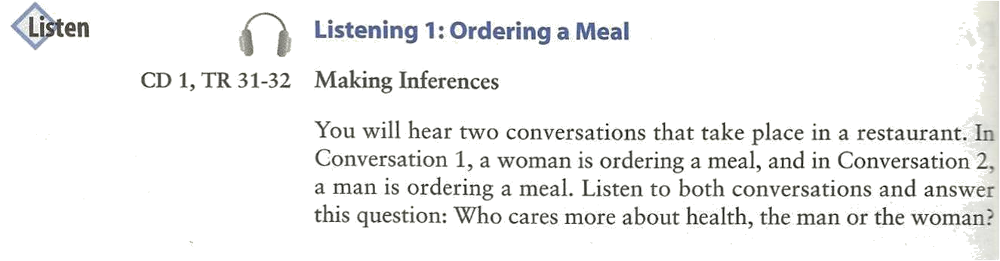 Listen
Listening 1: Ordering a Meal
CD 1, TR 31-32 Making Inferences
You will hear two conversations that take place in a restaurant. In
Conversation 1, a woman is ordering a meal, and in Conversation 2,
a man is ordering a meal. Listen to both conversations and answer
this question: Who cares more about health, the man or the woman?